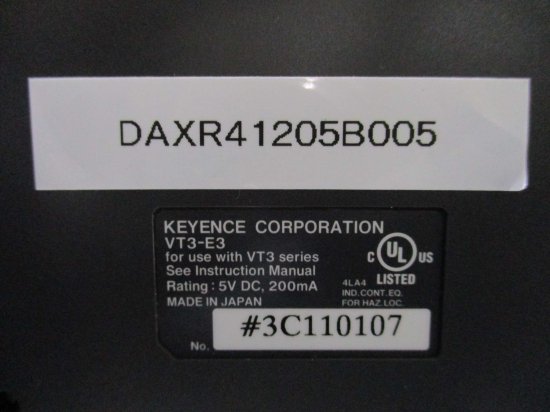 DAXR41205B005
KEYENCE CORPORATION
VT3-E3
for use with VT3 series
See Instruction Manual
Rating : 5V DC, 200mA
MADE IN JAPAN
C UL US
LISTED
4LA4
IND.CONT.EQ.
FOR HAZ.LOC.
No. #3C110107